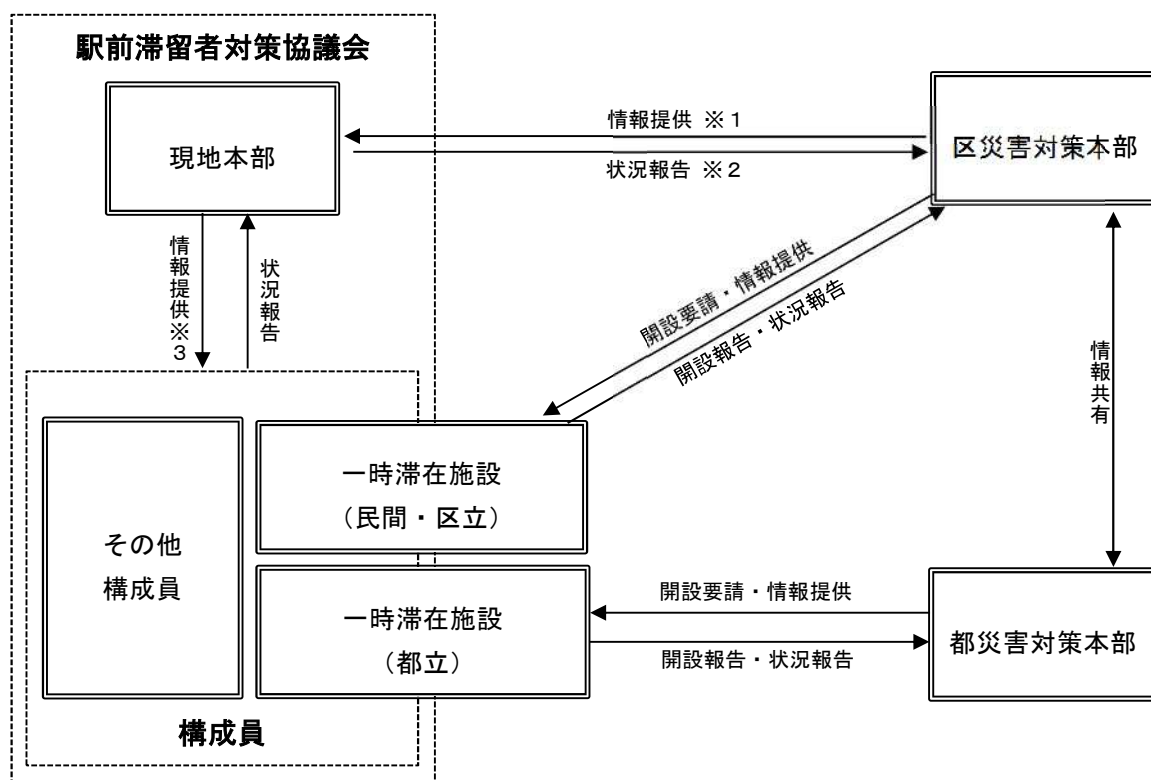 駅前滞留者対策協議会
現地本部
情報提供 ※1
状況報告 ※2
区災害対策本部
情報提供※3
状況報告
開設要請・情報提供
開設報告・状況報告
情報共有
その他
構成員
一時滞在施設
(民間・区立)
一時滞在施設
(都立)
開設要請・情報提供
開設報告・状況報告
都災害対策本部
構成員